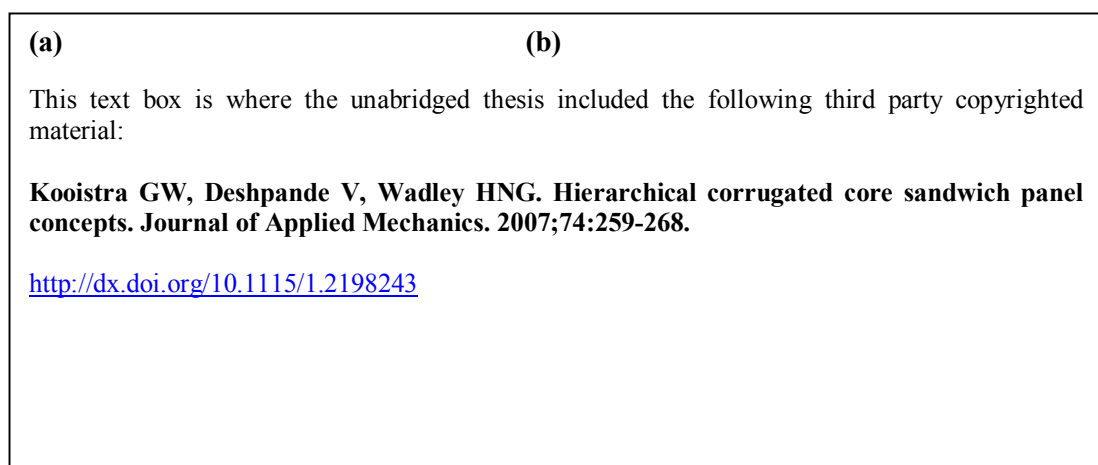 (a) (b)
This text box is where the unabridged thesis included the following third party copyrighted
material:
Kooistra GW, Deshpande V, Wadley HNG. Hierarchical corrugated core sandwich panel
concepts. Journal of Applied Mechanics. 2007;74:259-268.
http://dx.doi.org/10.1115/1.2198243